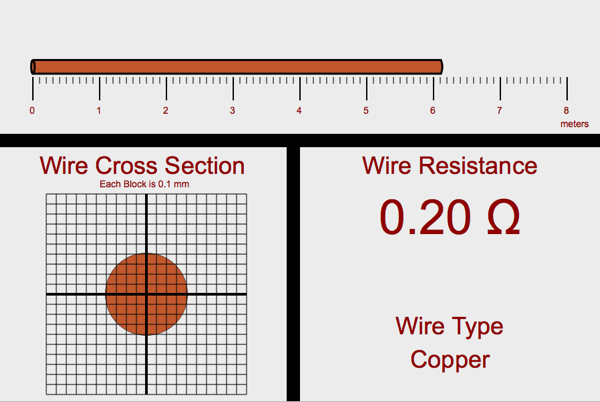 0 1 2 3 4 5 6 7 8
meters
Wire Cross Section
Each Block is 0.1 mm
Wire Resistance
0.20 Ω
Wire Type
Copper